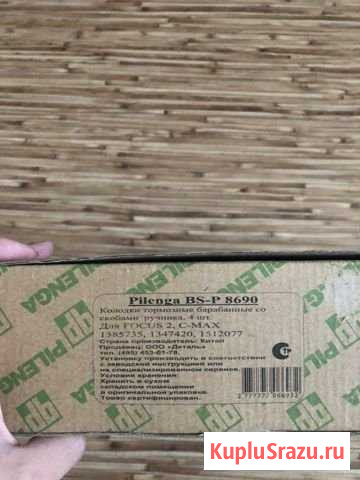 PILENGA
Pilenga BS-P 8690
Колодки тормозные барабанные со
скобами ручника, 4 шт.
Для FOCUS 2, C-MAX
1385735, 1347420, 1512077
Страна производитель: Китай
Продавец: ООО «Деталь»
тел. (495) 453-61-78.
Установку производить в соответствии
с заводской инструкцией или
на специализированном сервисе.
Условия хранения:
Хранить в сухом
складском помещении
в оригинальной упаковке.
Товар сертифицирован.
KupluSrazu.ru